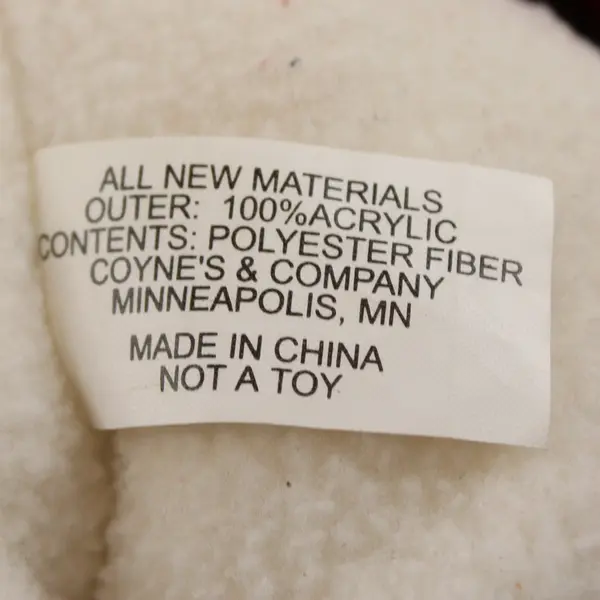 ALL NEW MATERIALS
OUTER: 100%ACRYLIC
CONTENTS: POLYESTER FIBER
COYNE'S & COMPANY
MINNEAPOLIS, MN
MADE IN CHINA
NOT A TOY